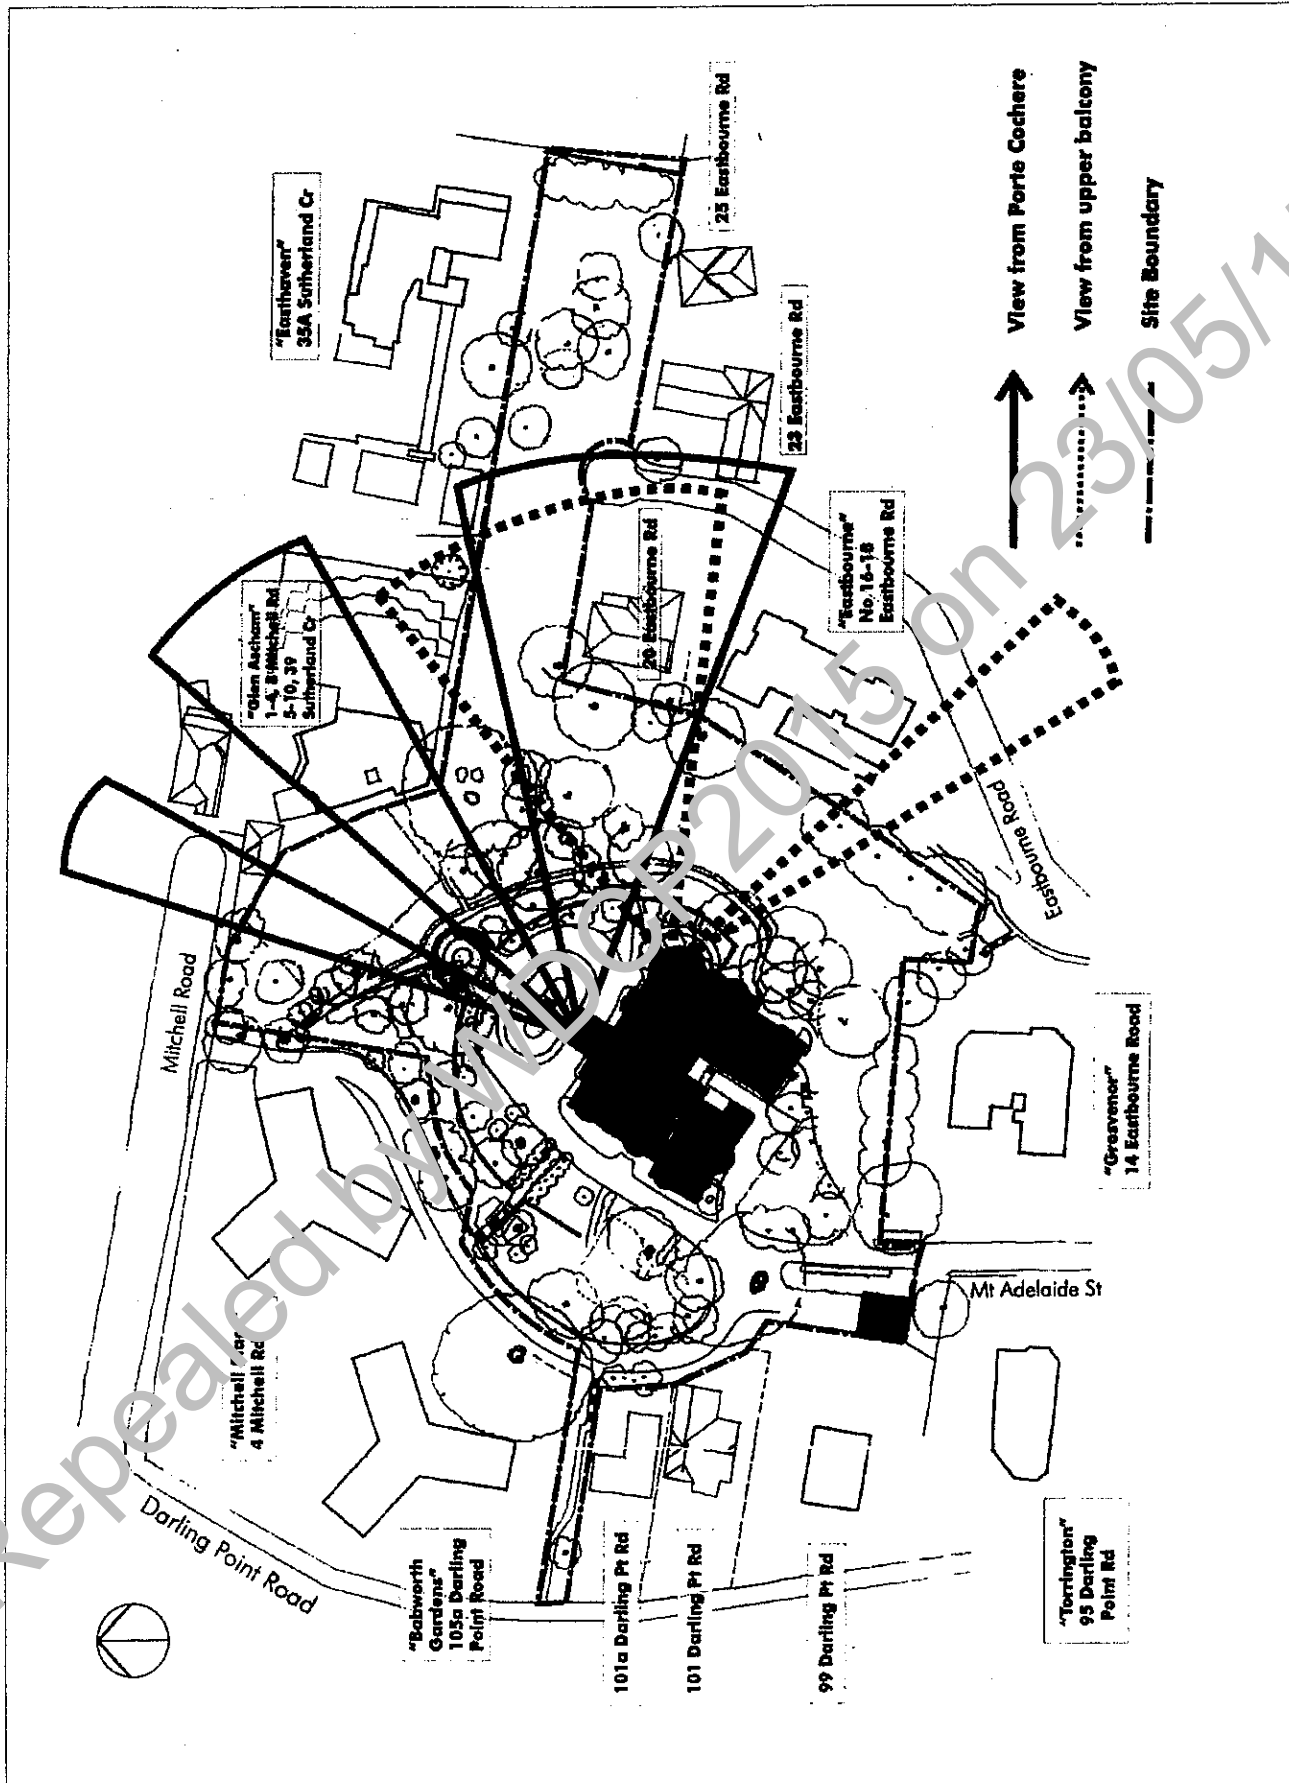 "Easthaven"
35A Sutherland Cr
25 Eastbourne Rd
23 Eastbourne Rd
"Glen Ascham"
1-4, 8 Mitchell Rd
5-10, 39
Sutherland Cr
20 Eastbourne Rd
"Eastbourne"
No.16-18
Eastbourne Rd
Eastbourne Road
Mitchell Road
"Mitchell
4 Mitchell Rd
Darling Point Road
"Babworth
Gardens"
105a Darling
Point Road
101a Darling Pt Rd
101 Darling Pt Rd
99 Darling Pt Rd
"Torrington"
95 Darling
Point Rd
Mt Adelaide St
"Grosvenor"
14 Eastbourne Road
View from Porte Cochere
View from upper balcony
Site Boundary
Repealed by WDCP2015 on 23/05/1